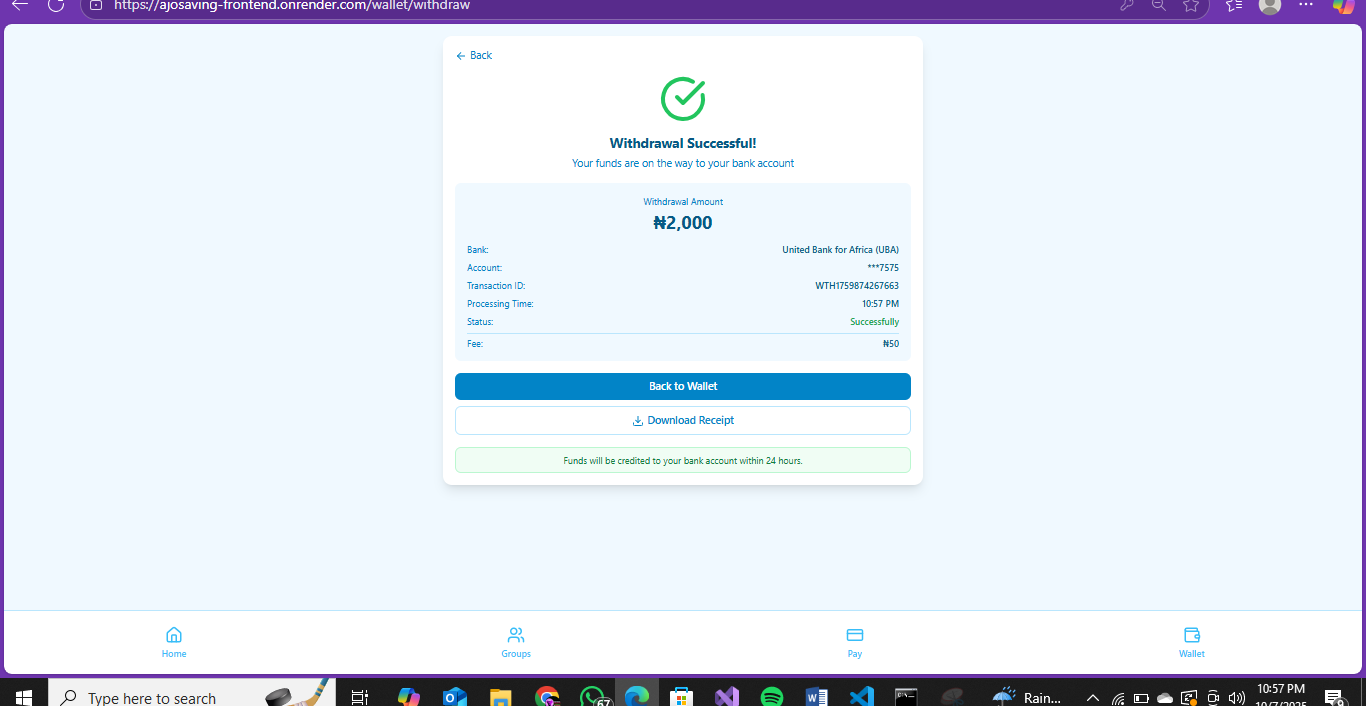 https://ajosaving-frontend.onrender.com/wallet/withdraw
Back
Withdrawal Successful!
Your funds are on the way to your bank account
Withdrawal Amount
₦2,000
Bank: United Bank for Africa (UBA)
Account: ***7575
Transaction ID: WTH1759874267663
Processing Time: 10:57 PM
Status: Successfully
Fee: ₦50
Back to Wallet
Download Receipt
Funds will be credited to your bank account within 24 hours.
Home Groups Pay Wallet
Type here to search 67 Rain... 10:57 PM
10/7/2025